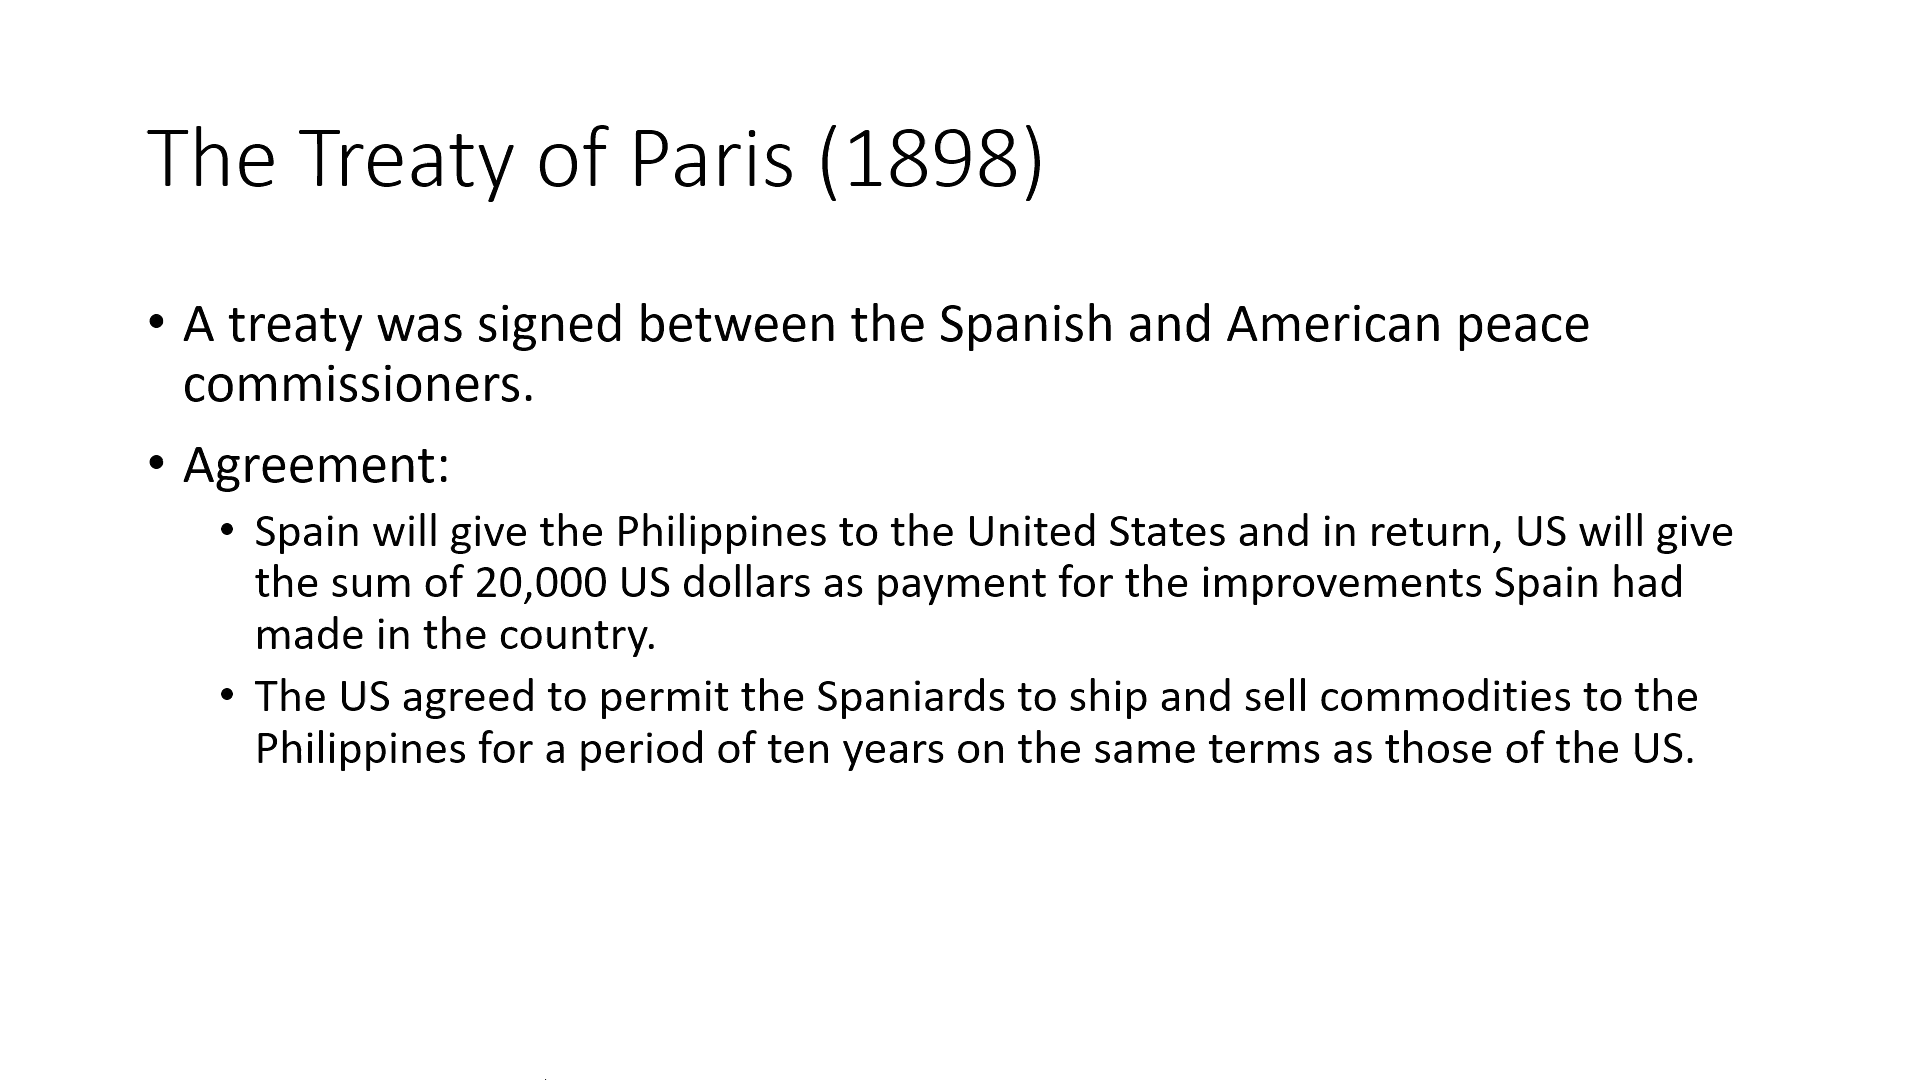 The Treaty of Paris (1898)
• A treaty was signed between the Spanish and American peace
commissioners.
• Agreement:
• Spain will give the Philippines to the United States and in return, US will give
the sum of 20,000 US dollars as payment for the improvements Spain had
made in the country.
• The US agreed to permit the Spaniards to ship and sell commodities to the
Philippines for a period of ten years on the same terms as those of the US.